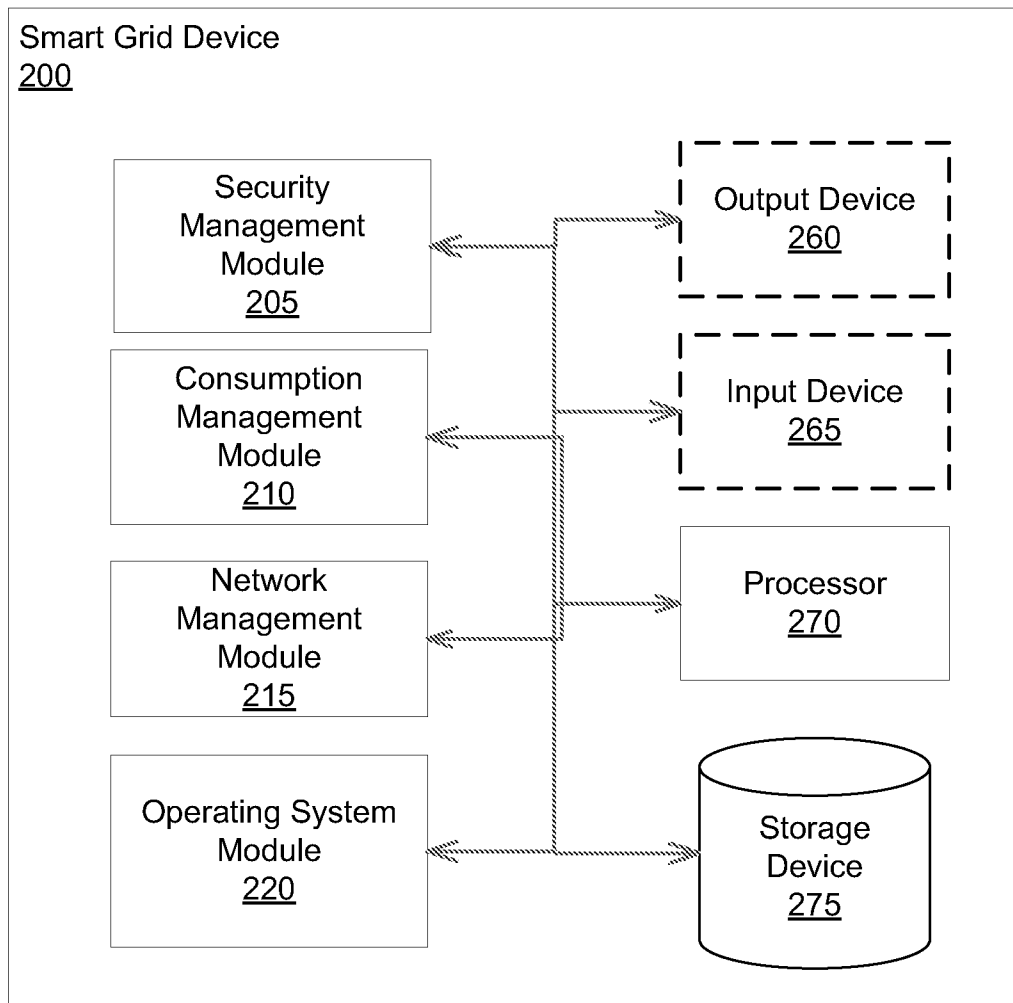 Smart Grid Device
200
Security
Management
Module
205
Consumption
Management
Module
210
Network
Management
Module
215
Operating System
Module
220
Output Device
260
Input Device
265
Processor
270
Storage
Device
275